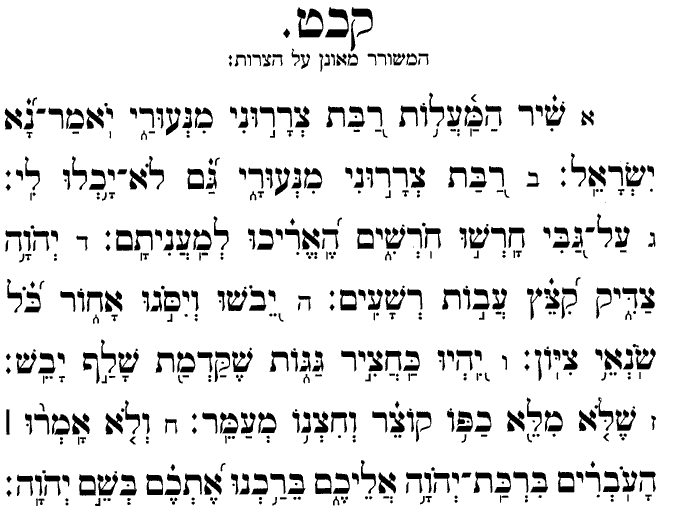 קכט.
המשורר מאונן על הצרות:
א שִׁ֗יר הַֽמַּ֫עֲל֥וֹת רַ֭בַּת צְרָר֣וּנִי מִנְּעוּרַ֑י יֹֽאמַר־נָ֝֗א
יִשְׂרָאֵֽל: ב רַ֭בַּת צְרָר֣וּנִי מִנְּעוּרָ֑י גַּ֝֗ם לֹא־יָ֥כְלוּ לִֽי:
ג עַל־גַּ֭בִּי חָרְשׁ֣וּ חֹרְשִׁ֑ים הֶ֝אֱרִ֗יכוּ לְמַֽעֲנִיתָֽם: ד יְהֹוָ֥ה
צַדִּ֑יק קִ֝צֵּ֗ץ עֲב֣וֹת רְשָׁעִֽים: ה יֵ֭בֹשׁוּ וְיִסֹּ֣גוּ אָח֑וֹר כֹּ֝֗ל
שֹֽׂנְאֵ֥י צִיּֽוֹן: ו יִ֭הְיוּ כַּֽחֲצִ֣יר גַּגּ֑וֹת שֶׁקַּדְמַ֖ת שָׁלַ֣ף יָבֵֽשׁ:
ז שֶׁלֹּ֤א מִלֵּ֖א כַפּ֥וֹ קוֹצֵ֗ר וְחִצְנ֥וֹ מְעַמֵּֽר: ח וְלֹ֤א אָֽמְר֨וּ ׀
הָעֹֽבְרִ֗ים בִּרְכַּֽת־יְהֹוָ֥ה אֲלֵיכֶ֑ם בֵּרַ֥כְנוּ אֶ֝תְכֶ֗ם בְּשֵׁ֣ם יְהֹוָֽה: